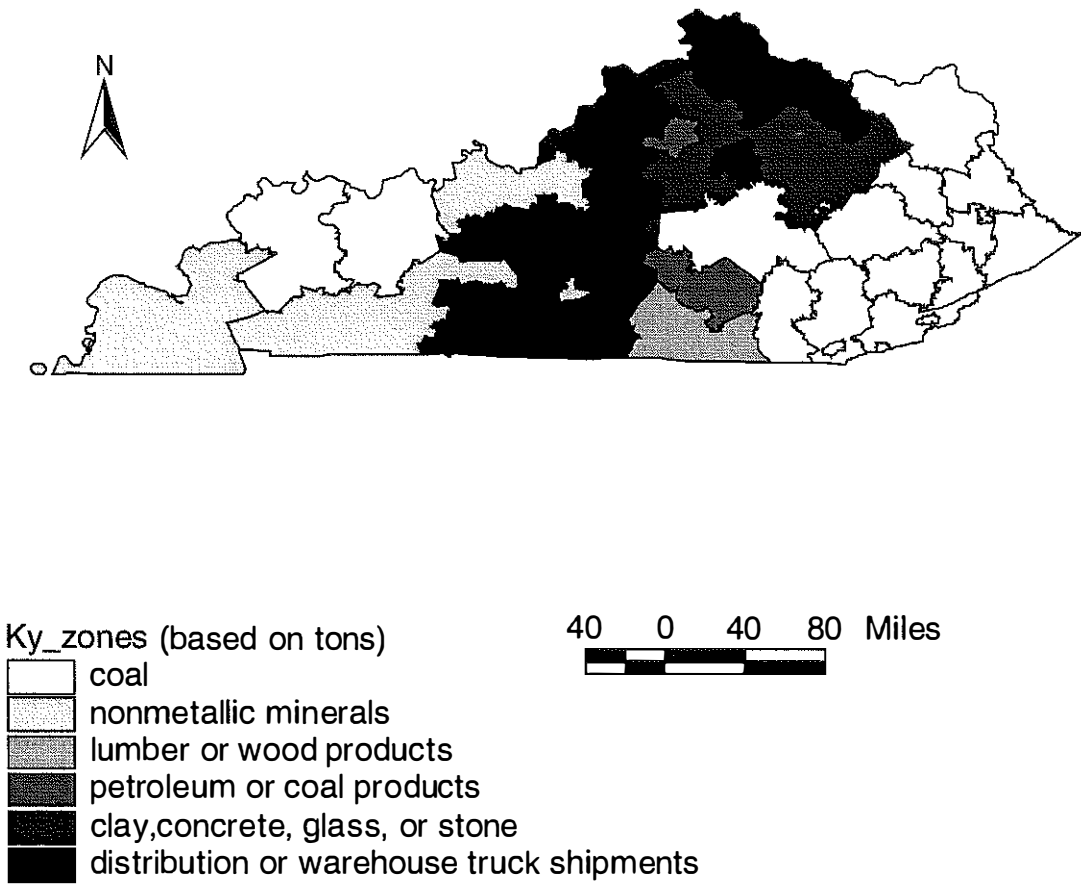 N
Ky_zones (based on tons)
40 0 40 80 Miles
coal
nonmetallic minerals
lumber or wood products
petroleum or coal products
clay,concrete, glass, or stone
distribution or warehouse truck shipments